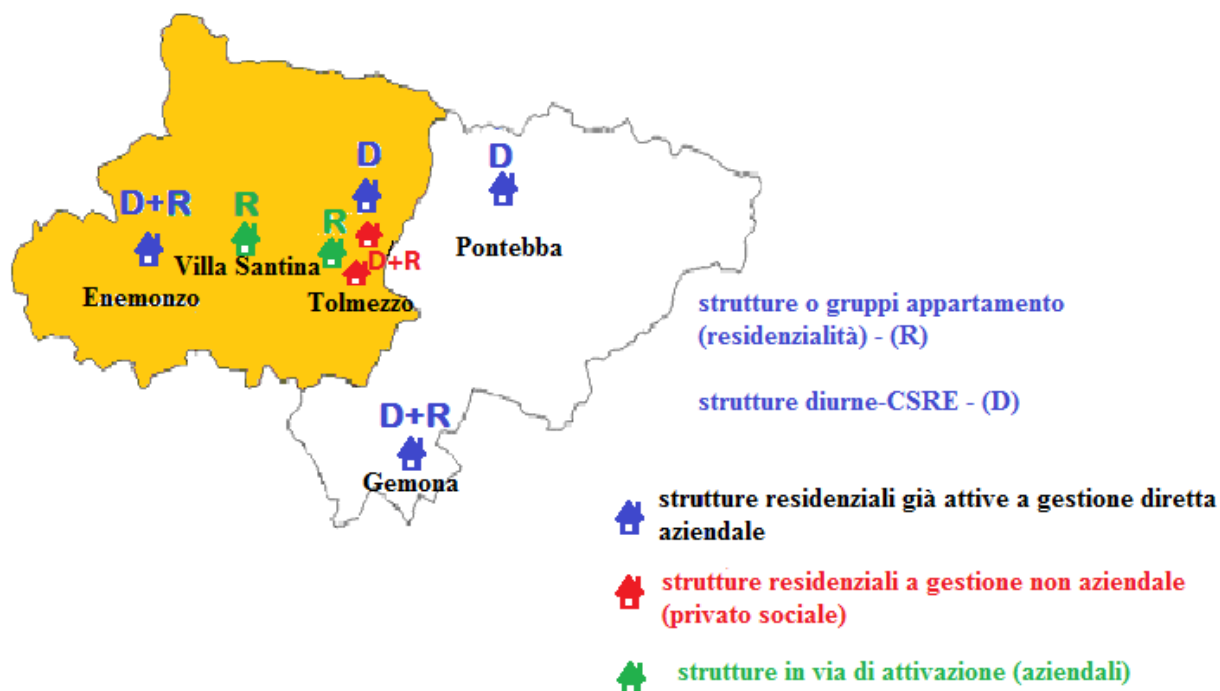 D
D
D+R
R
R
D+R
Villa Santina
Pontebba
Enemonzo
Tolmezzo
strutture o gruppi appartamento
(residenzialità) - (R)
strutture diurne-CSRE - (D)
D+R
Gemona
strutture residenziali già attive a gestione diretta
aziendale
strutture residenziali a gestione non aziendale
(privato sociale)
strutture in via di attivazione (aziendali)